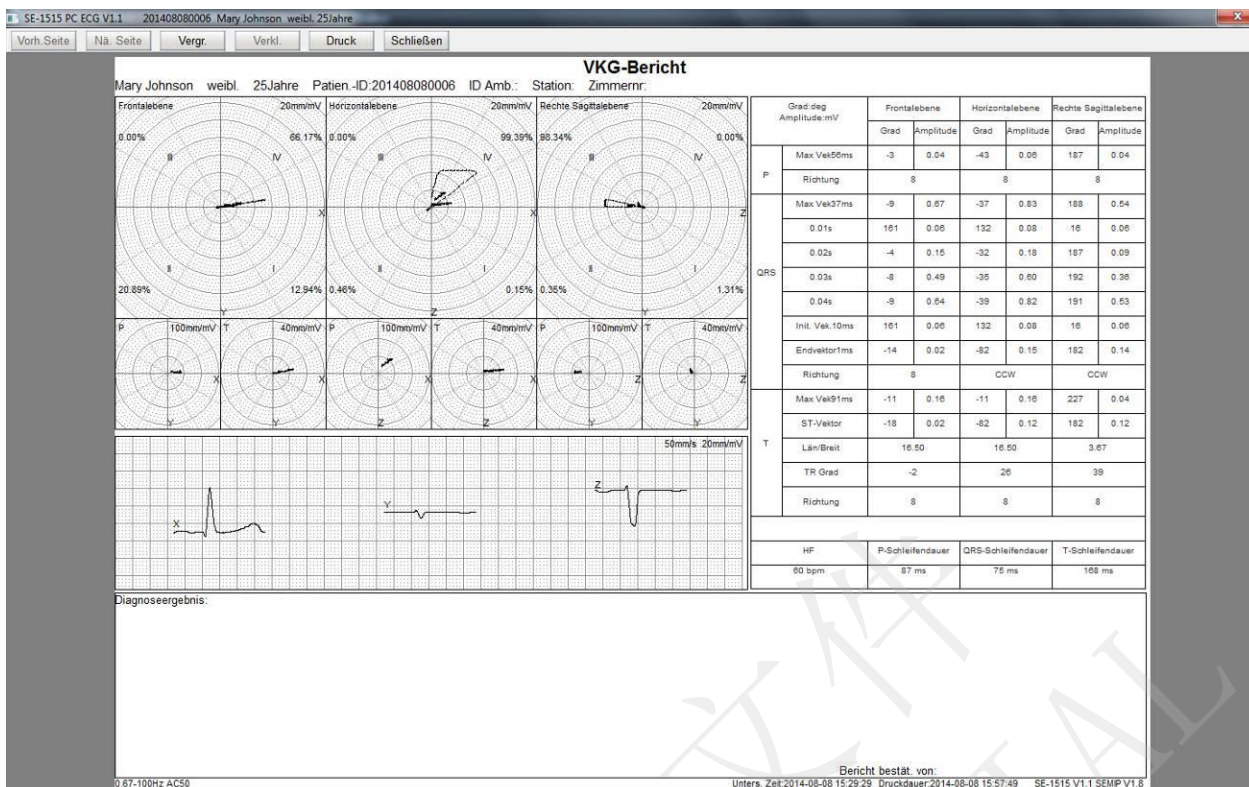 SE-1515 PC ECG V1.1 201408080006 Mary Johnson weibl. 25Jahre
Vorh.Seite Nä. Seite Vergr. Verkl. Druck Schließen
VKG-Bericht
Mary Johnson weibl. 25Jahre Patien.-ID:201408080006 ID Amb.: Station: Zimmernr:
Frontalebene 20mm/mV Horizontalebene 20mm/mV Rechte Sagittalebene 20mm/mV
0.00% 66.17% 0.00% 99.39% 98.34% 0.00%
III IV III IV III IV
X X Z
II I II I II I
20.89% 12.94% 0.46% 0.15% 0.35% 1.31%
Y Z Y
P 100mm/mV T 40mm/mV P 100mm/mV T 40mm/mV P 100mm/mV T 40mm/mV
X X X X Z Z
Y Y Z Z Y Y
50mm/s 20mm/mV
X Y Z
Grad:deg Frontalebene Horizontalebene Rechte Sagittalebene
Amplitude:mV
Grad Amplitude Grad Amplitude Grad Amplitude
P
Max Vek56ms -3 0.04 -43 0.06 187 0.04
Richtung 8 8 8
QRS
Max Vek37ms -9 0.67 -37 0.83 188 0.54
0.01s 161 0.06 132 0.08 16 0.06
0.02s -4 0.15 -32 0.18 187 0.09
0.03s -8 0.49 -35 0.60 192 0.36
0.04s -9 0.64 -39 0.82 191 0.53
Init. Vek.10ms 161 0.06 132 0.08 16 0.06
Endvektor1ms -14 0.02 -82 0.15 182 0.14
Richtung 8 CCW CCW
T
Max Vek91ms -11 0.16 -11 0.16 227 0.04
ST-Vektor -18 0.02 -82 0.12 182 0.12
Län/Breit 16.50 16.50 3.67
TR Grad -2 26 39
Richtung 8 8 8
HF P-Schleifendauer QRS-Schleifendauer T-Schleifendauer
60 bpm 87 ms 75 ms 168 ms
Diagnoseergebnis:
文件
Bericht bestät. von:
0.67-100Hz AC50 Unters. Zeit:2014-08-08 15:29:29 Druckdauer:2014-08-08 15:57:49 SE-1515 V1.1 SEMIP V1.8